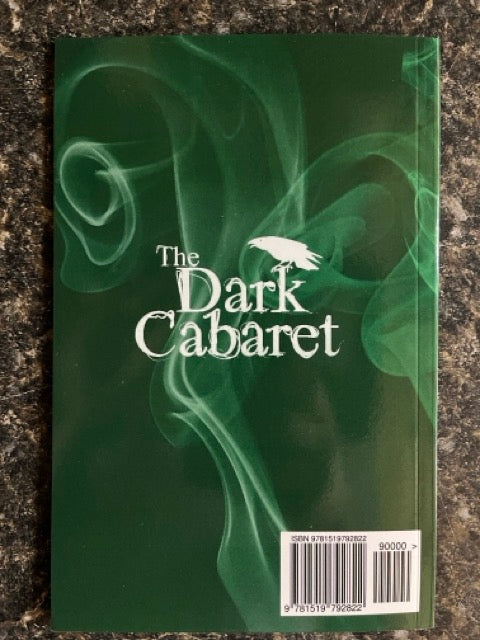 The
Dark
Cabaret
ISBN 9781519792822
90000 >
9 781519 792822